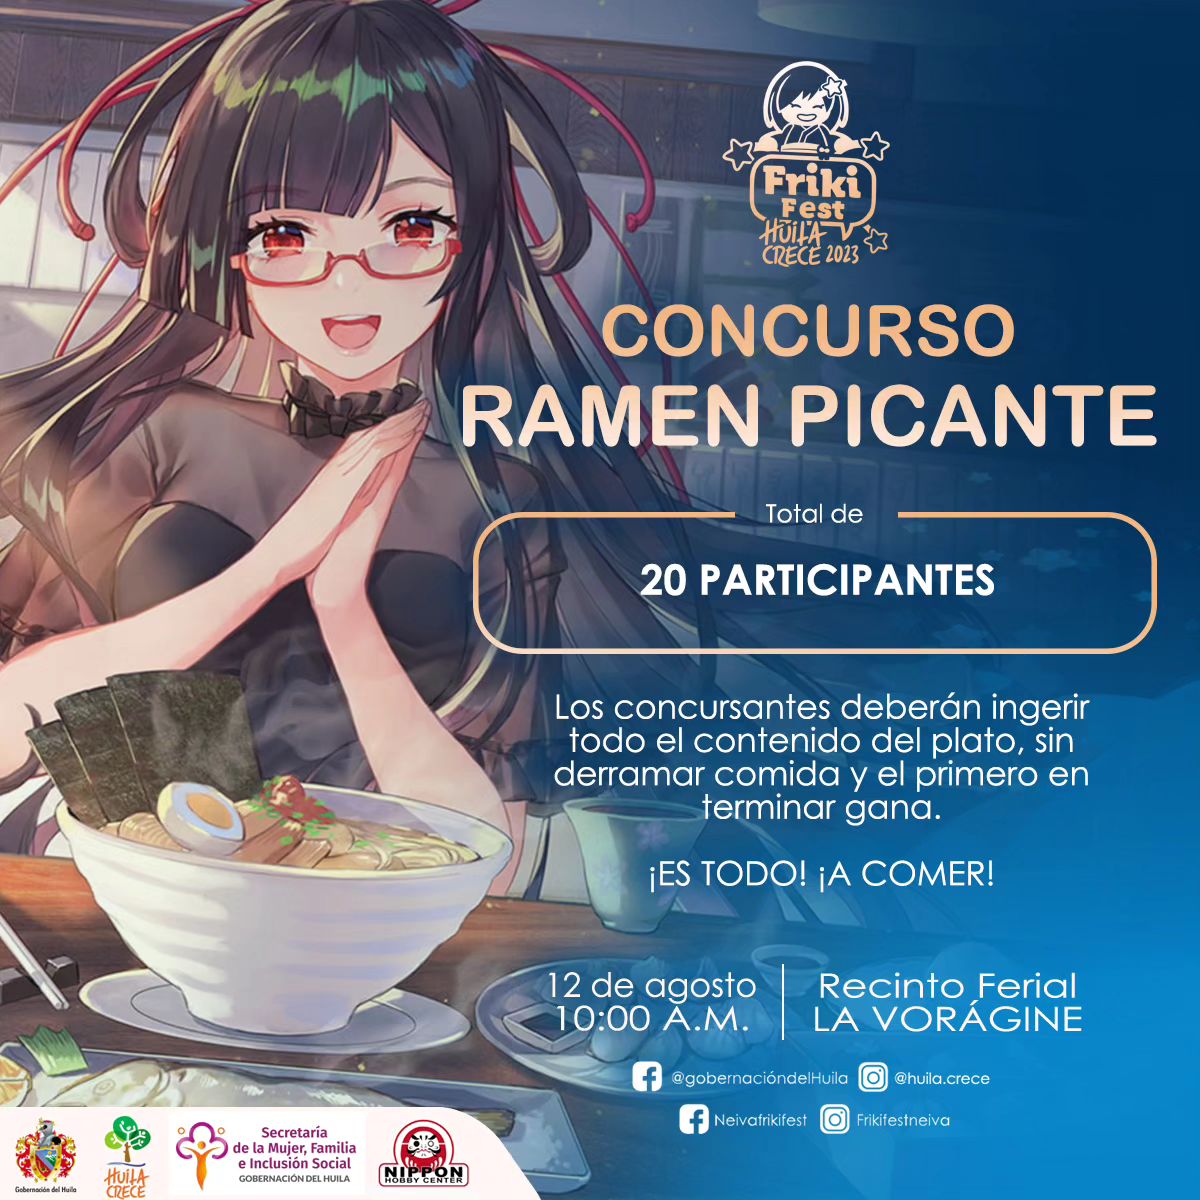 Friki
Fest
HUILA
CRECE 2023
CONCURSO
RAMEN PICANTE
Total de
20 PARTICIPANTES
Los concursantes deberán ingerir
todo el contenido del plato, sin
derramar comida y el primero en
terminar gana.
¡ES TODO! ¡A COMER!
12 de agosto
10:00 A.M.
Recinto Ferial
LA VORÁGINE
@gobernacióndelHuila @huila.crece
Neivafrikifest Frikifestneiva
Gobernación del Huila
HUILA
CRECE
Secretaría
de la Mujer, Familia
e Inclusión Social
GOBERNACIÓN DEL HUILA
NIPPON
HOBBY CENTER